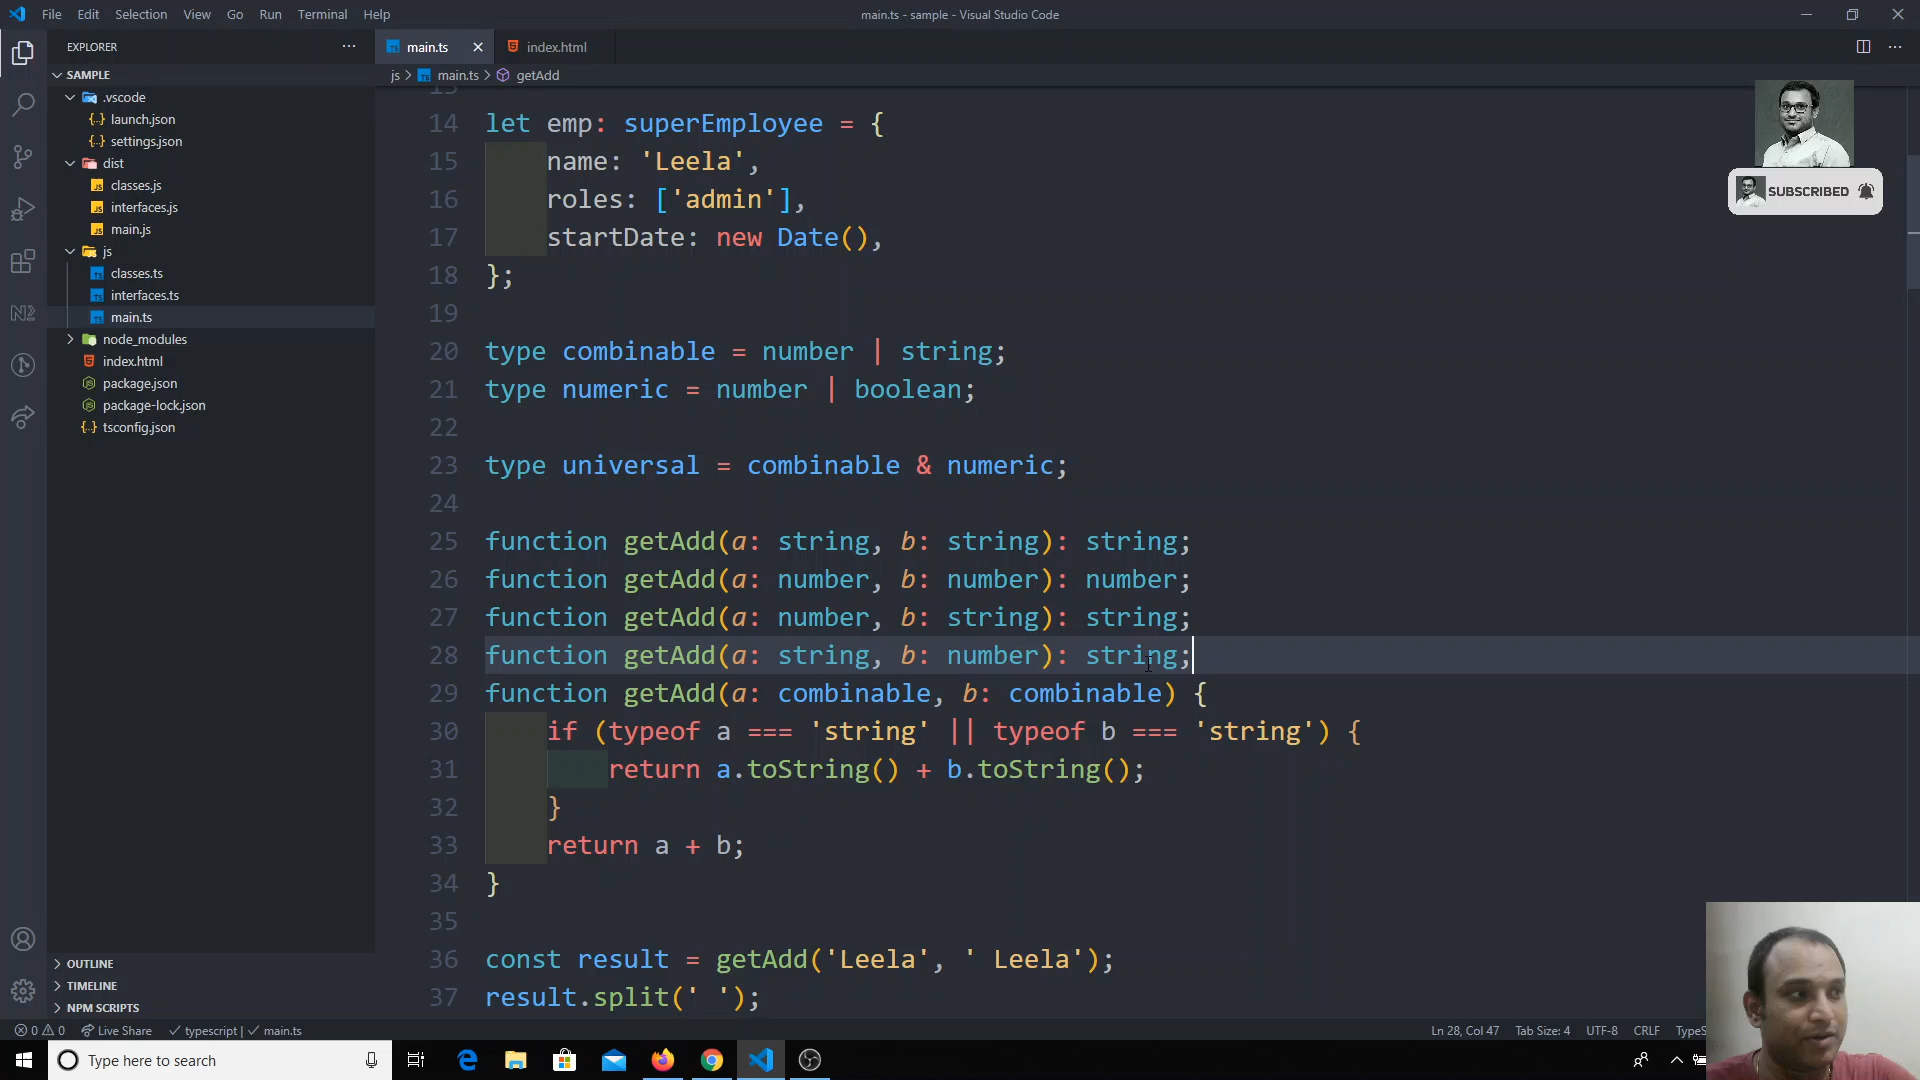 File Edit Selection View Go Run Terminal Help
main.ts - sample - Visual Studio Code
EXPLORER
main.ts
index.html
SAMPLE
js > main.ts > getAdd
.vscode
launch.json
settings.json
dist
classes.js
interfaces.js
main.js
js
classes.ts
interfaces.ts
main.ts
node_modules
index.html
package.json
package-lock.json
tsconfig.json
OUTLINE
TIMELINE
NPM SCRIPTS
SUBSCRIBED
14 let emp: superEmployee = {
15 name: 'Leela',
16 roles: ['admin'],
17 startDate: new Date(),
18 };
19
20 type combinable = number | string;
21 type numeric = number | boolean;
22
23 type universal = combinable & numeric;
24
25 function getAdd(a: string, b: string): string;
26 function getAdd(a: number, b: number): number;
27 function getAdd(a: number, b: string): string;
28 function getAdd(a: string, b: number): string;
29 function getAdd(a: combinable, b: combinable) {
30 if (typeof a === 'string' || typeof b === 'string') {
31 return a.toString() + b.toString();
32 }
33 return a + b;
34 }
35
36 const result = getAdd('Leela', ' Leela');
37 result.split(' ');
0 0 Live Share typescript | main.ts
Ln 28, Col 47 Tab Size: 4 UTF-8 CRLF TypeS
Type here to search